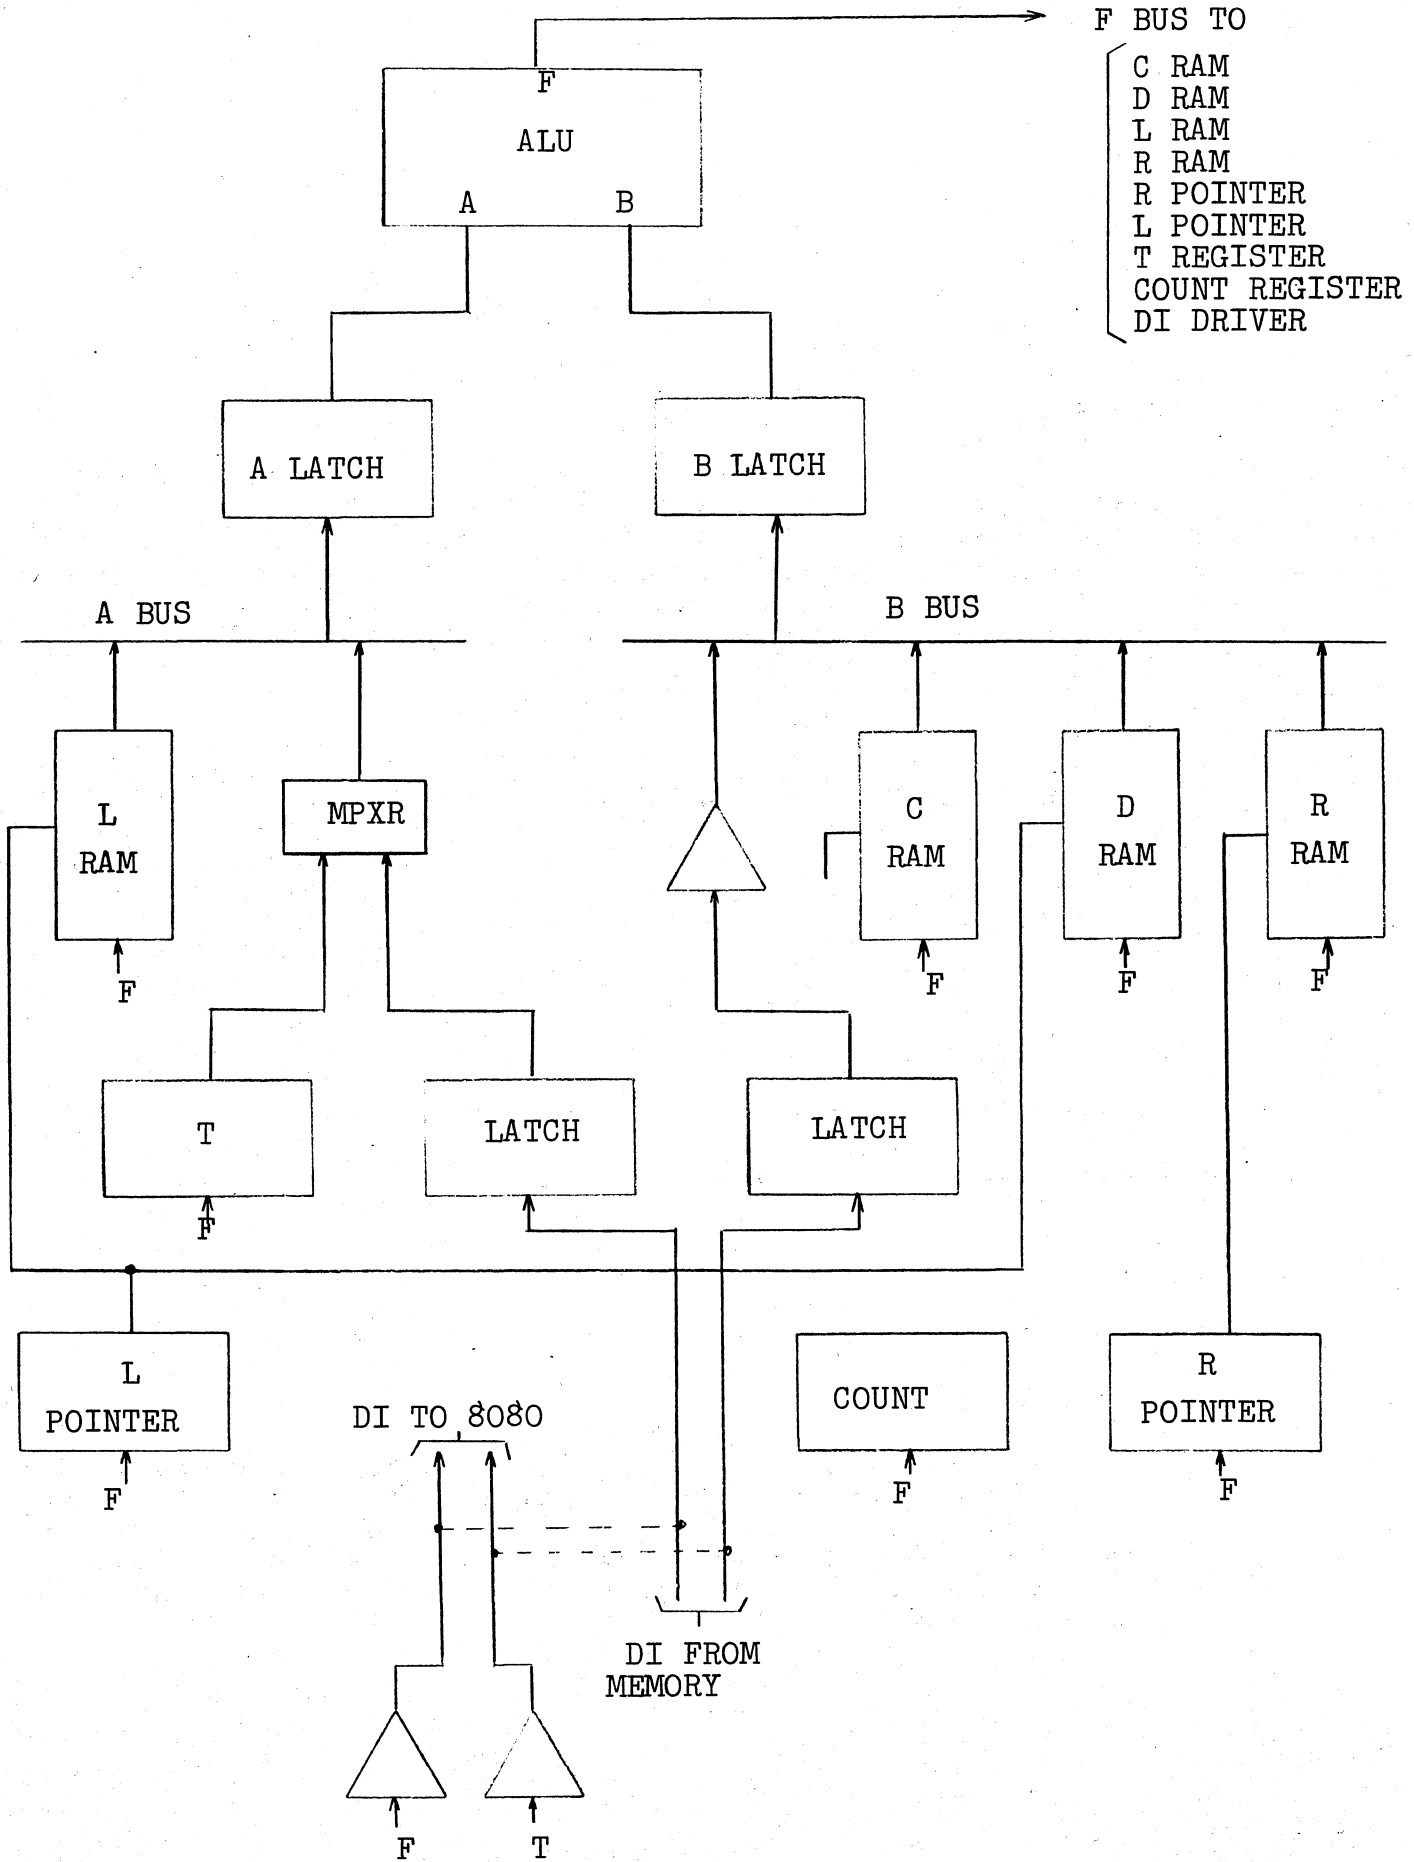 F BUS TO
C RAM
D RAM
L RAM
R RAM
R POINTER
L POINTER
T REGISTER
COUNT REGISTER
DI DRIVER
F
ALU
A
B
A LATCH
B LATCH
A BUS
B BUS
L
RAM
MPXR
C
RAM
D
RAM
R
RAM
F
F
F
F
T
LATCH
LATCH
F
L
POINTER
DI TO 8080
COUNT
R
POINTER
F
F
F
DI FROM
MEMORY
F
T